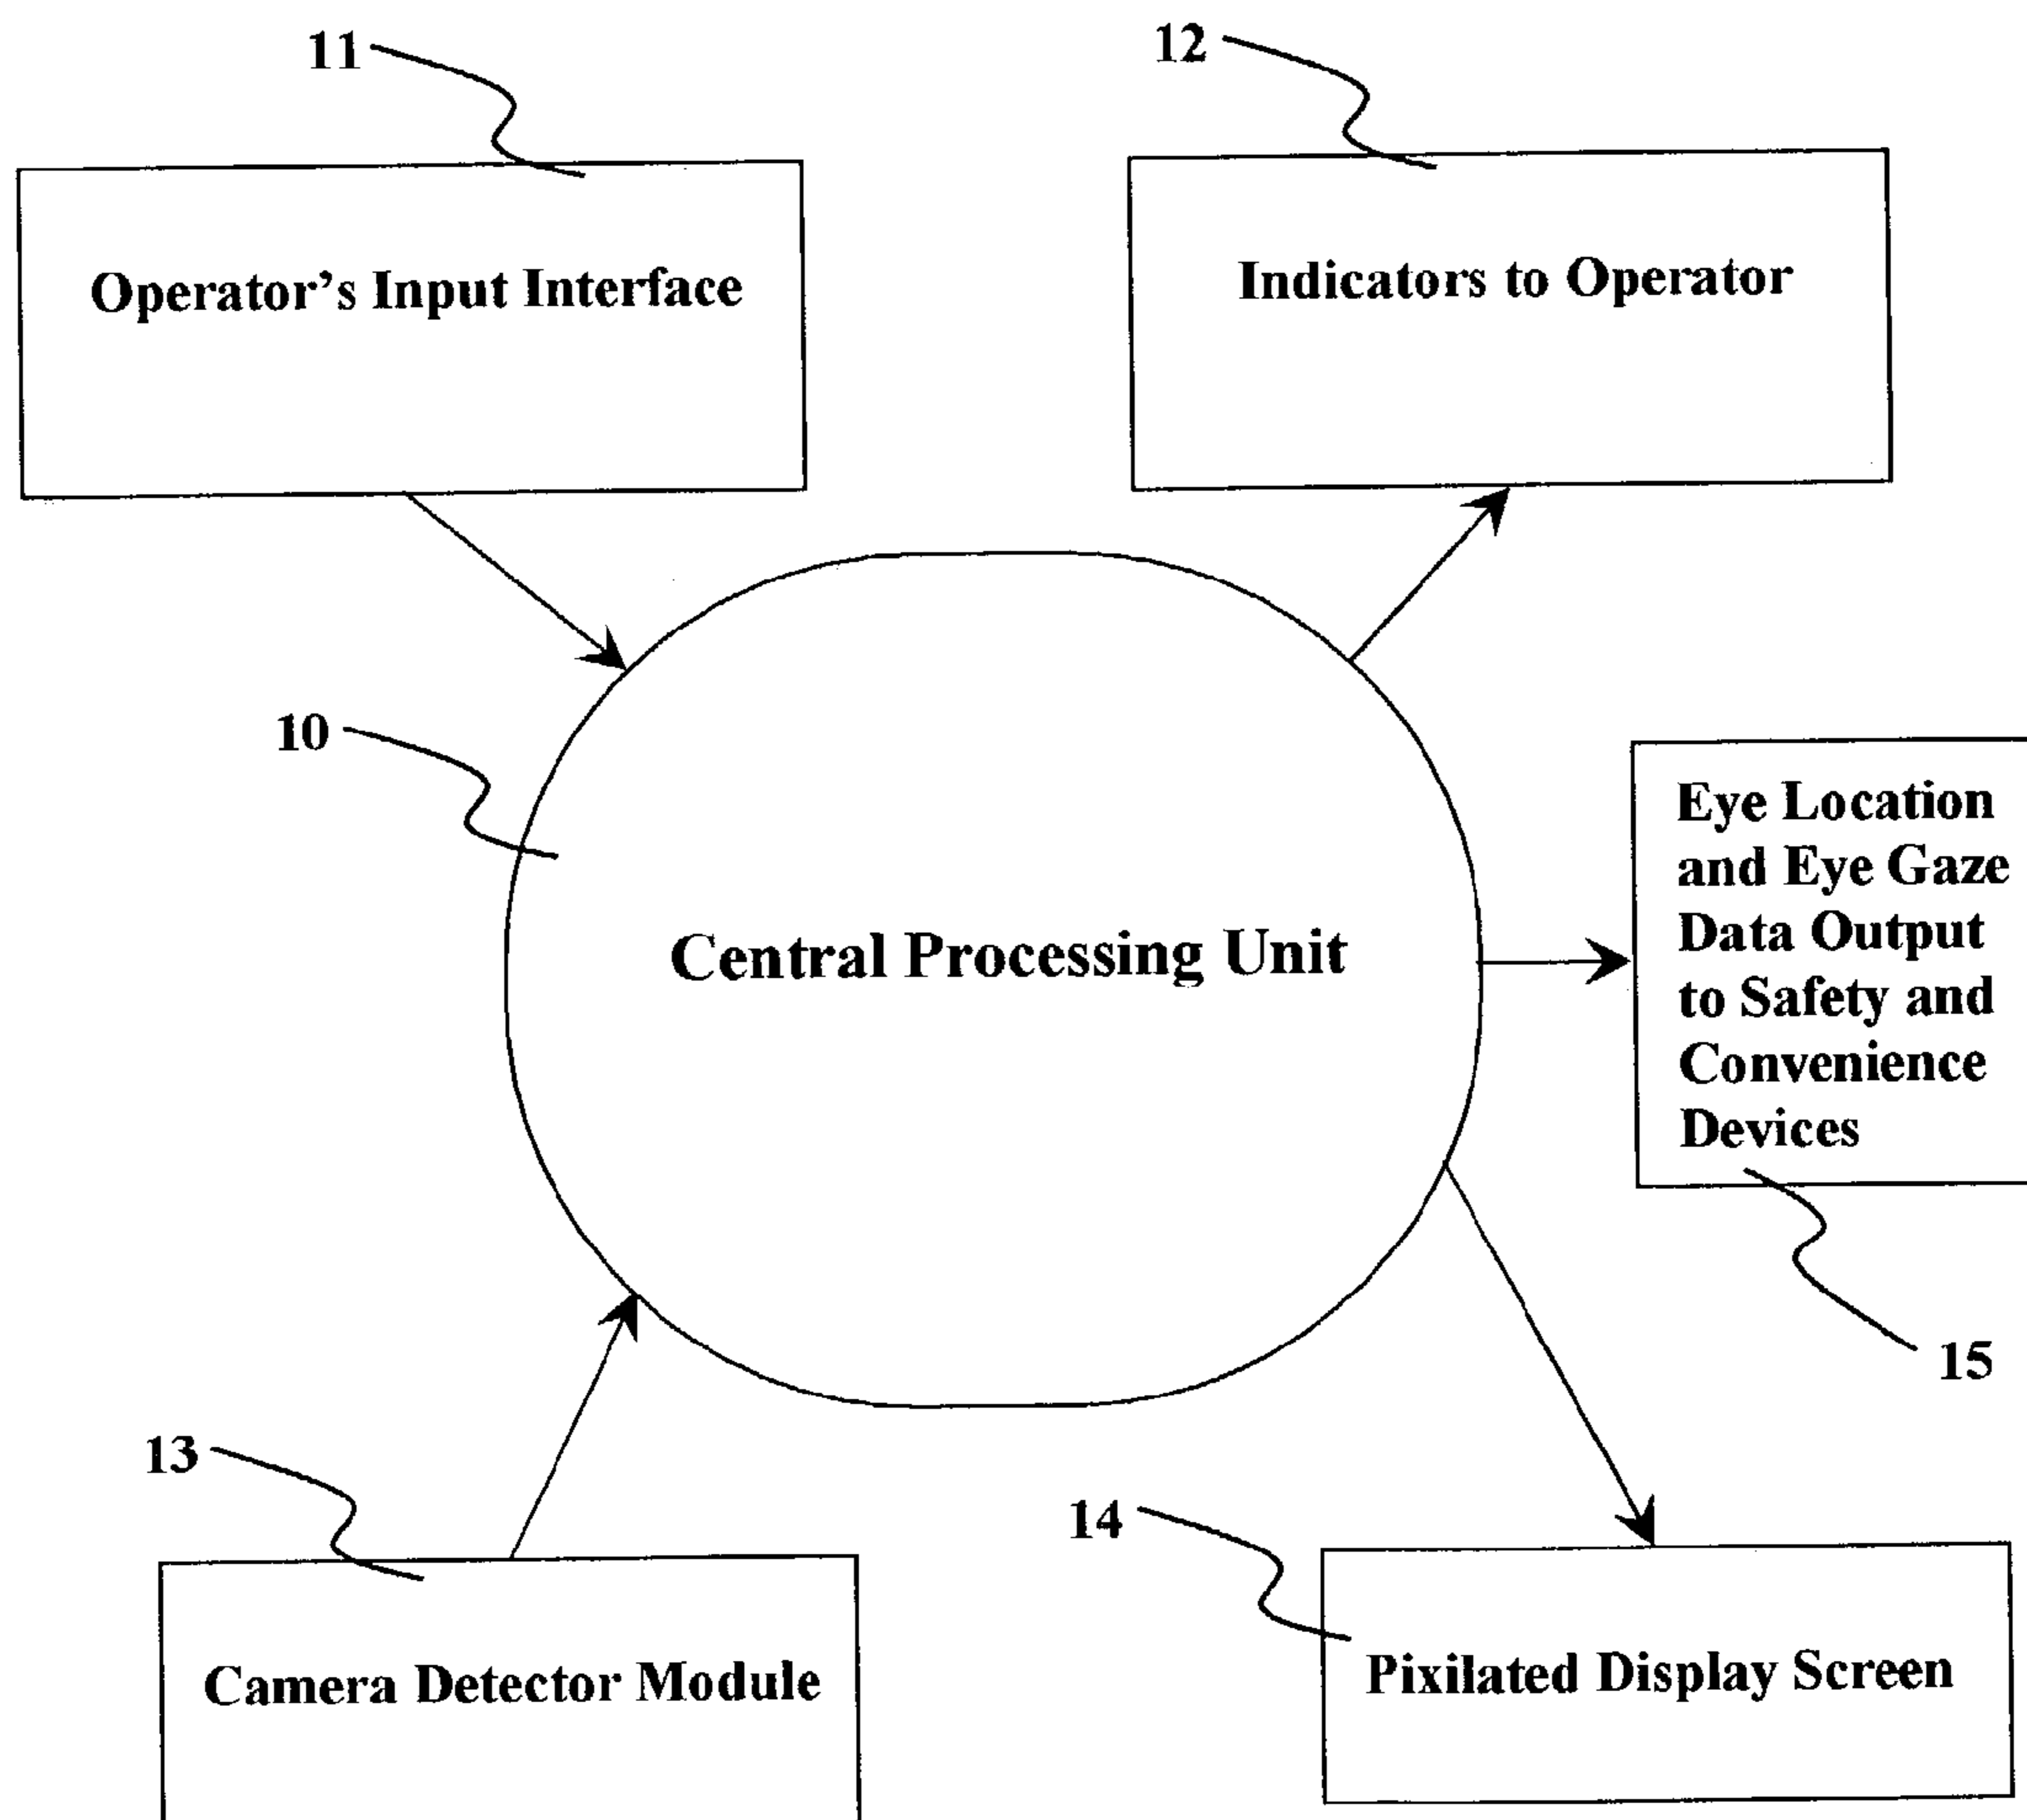 11
12
Operator's Input Interface
Indicators to Operator
10
Central Processing Unit
Eye Location
and Eye Gaze
Data Output
to Safety and
Convenience
Devices
15
13
14
Camera Detector Module
Pixilated Display Screen